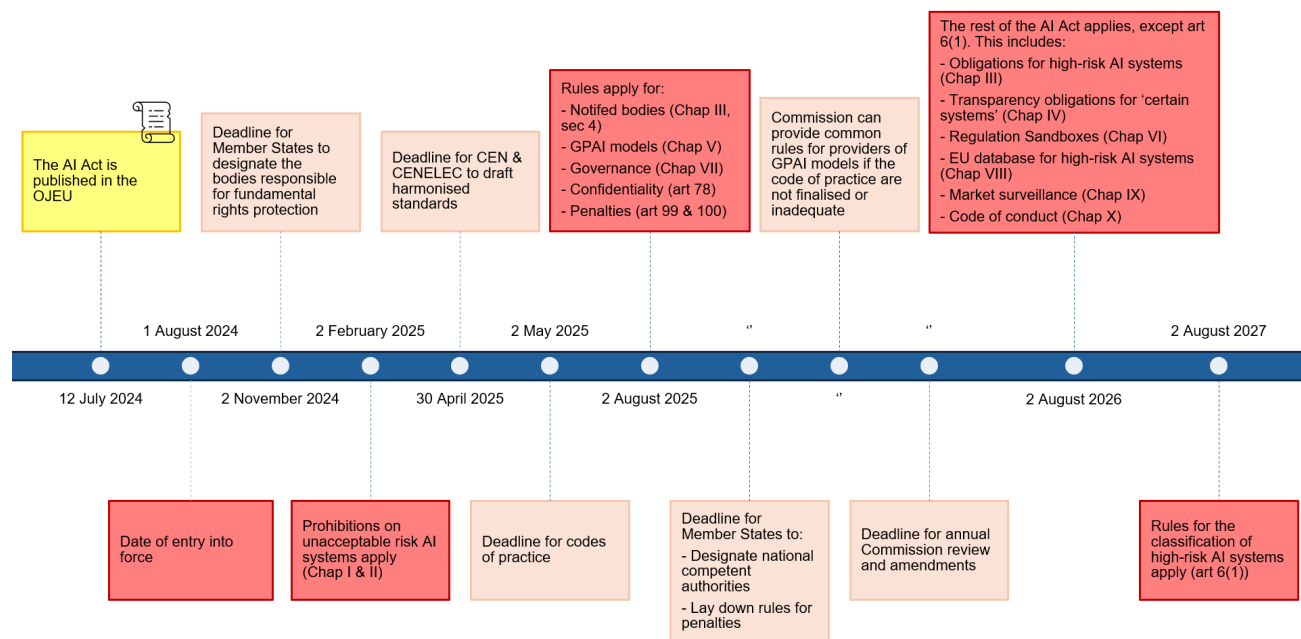 The AI Act is
published in the
OJEU
Deadline for
Member States to
designate the
bodies responsible
for fundamental
rights protection
Deadline for CEN &
CENELEC to draft
harmonised
standards
Rules apply for:
- Notifed bodies (Chap III,
sec 4)
- GPAI models (Chap V)
- Governance (Chap VII)
- Confidentiality (art 78)
- Penalties (art 99 & 100)
Commission can
provide common
rules for providers of
GPAI models if the
code of practice are
not finalised or
inadequate
The rest of the AI Act applies, except art
6(1). This includes:
- Obligations for high-risk AI systems
(Chap III)
- Transparency obligations for ‘certain
systems’ (Chap IV)
- Regulation Sandboxes (Chap VI)
- EU database for high-risk AI systems
(Chap VIII)
- Market surveillance (Chap IX)
- Code of conduct (Chap X)
1 August 2024
2 February 2025
2 May 2025
‘’
‘’
2 August 2027
12 July 2024
2 November 2024
30 April 2025
2 August 2025
‘’
2 August 2026
Date of entry into
force
Prohibitions on
unacceptable risk AI
systems apply
(Chap I & II)
Deadline for codes
of practice
Deadline for
Member States to:
- Designate national
competent
authorities
- Lay down rules for
penalties
Deadline for annual
Commission review
and amendments
Rules for the
classification of
high-risk AI systems
apply (art 6(1))